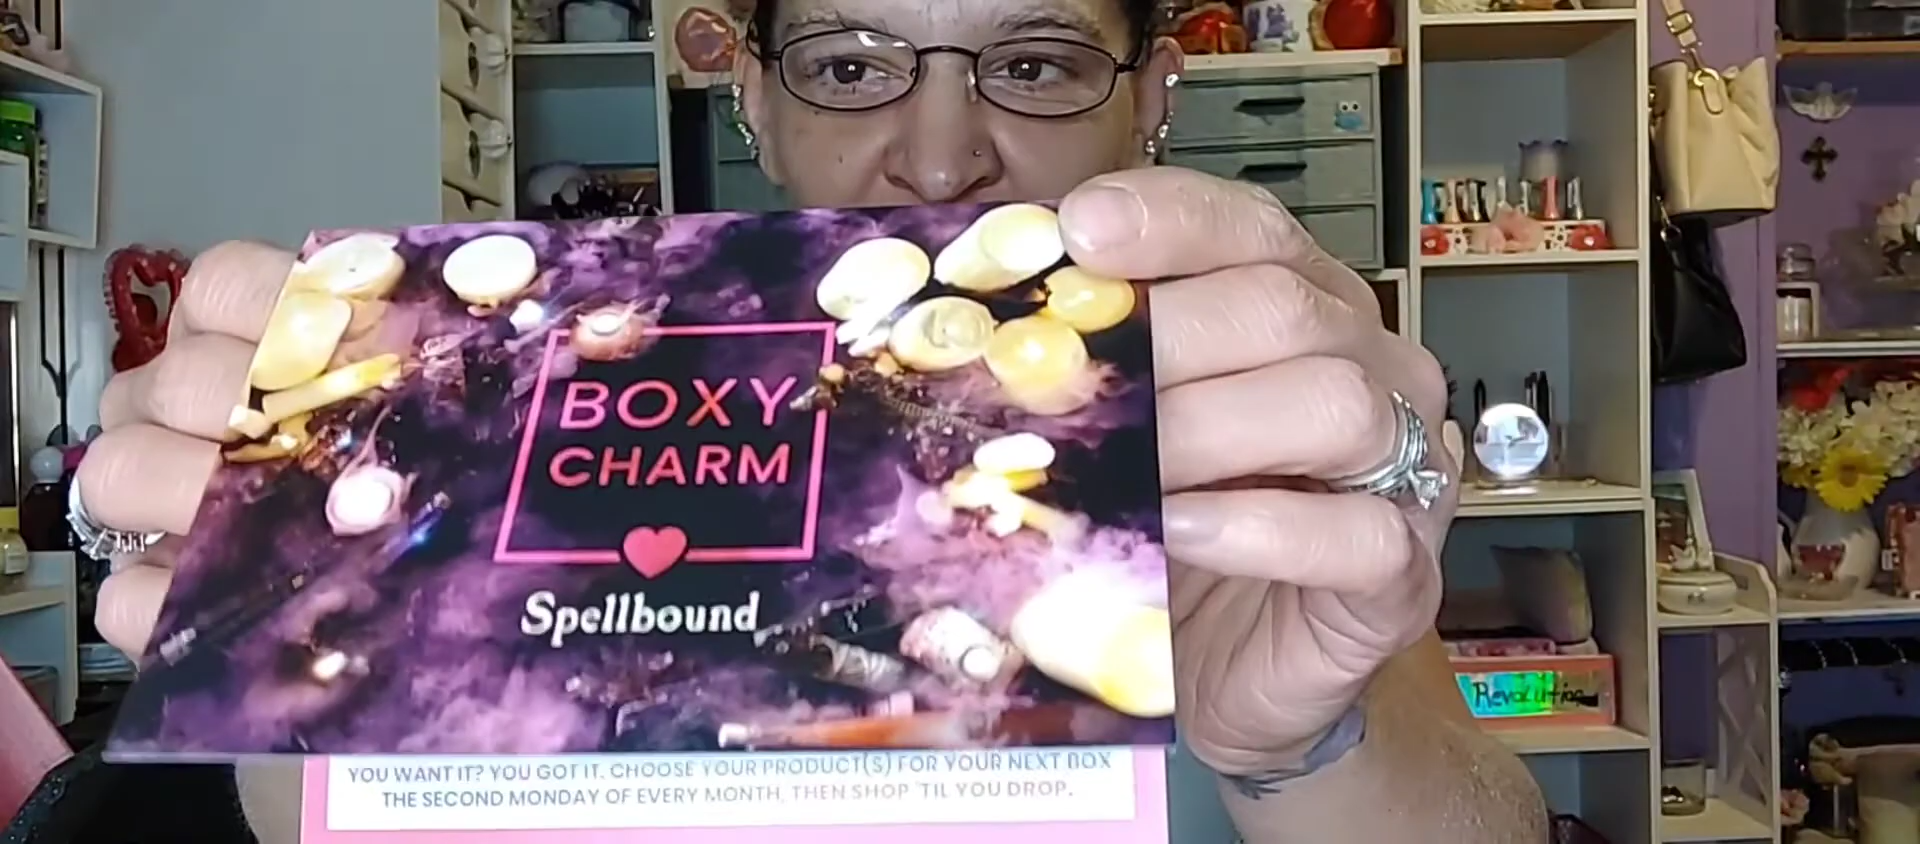 BOXY
CHARM
Spellbound
YOU WANT IT? YOU GOT IT. CHOOSE YOUR PRODUCT(S) FOR YOUR NEXT BOX
THE SECOND MONDAY OF EVERY MONTH, THEN SHOP 'TIL YOU DROP.
Revolution